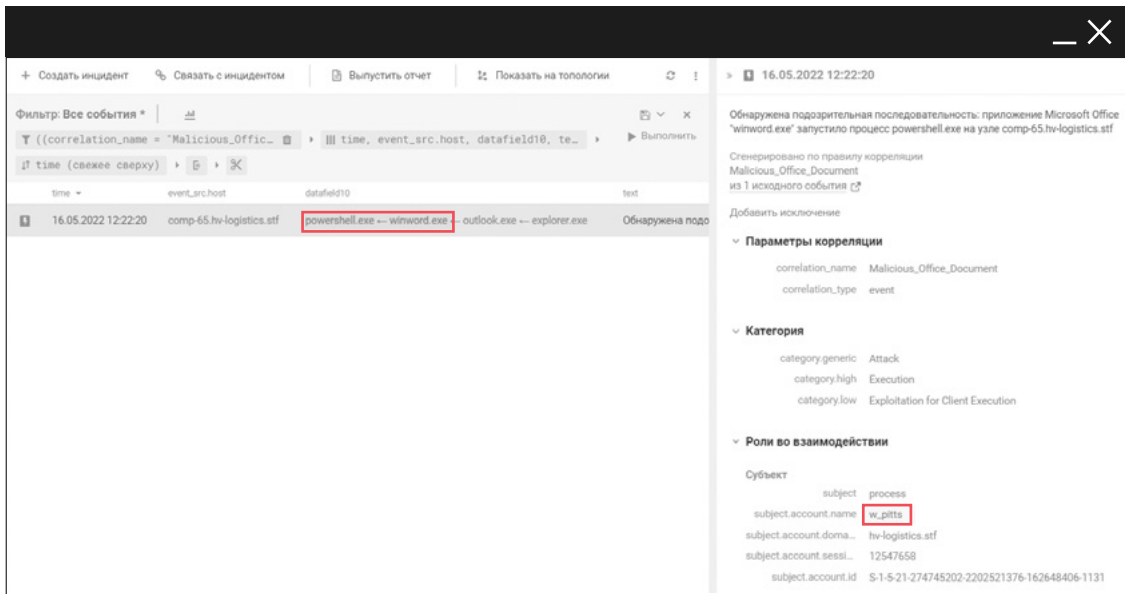 + Создать инцидент Связать с инцидентом Выпустить отчет Показать на топологии
Фильтр: Все события *
((correlation_name = "Malicious_Offic… time, event_src.host, datafield10, te… Выполнить
time (свежее сверху)
time event_src.host datafield10 text
16.05.2022 12:22:20 comp-65.hv-logistics.stf powershell.exe ← winword.exe ← outlook.exe ← explorer.exe Обнаружена подо
» 16.05.2022 12:22:20
Обнаружена подозрительная последовательность: приложение Microsoft Office
"winword.exe" запустило процесс powershell.exe на узле comp-65.hv-logistics.stf
Сгенерировано по правилу корреляции
Malicious_Office_Document
из 1 исходного события
Добавить исключение
Параметры корреляции
correlation_name Malicious_Office_Document
correlation_type event
Категория
category.generic Attack
category.high Execution
category.low Exploitation for Client Execution
Роли во взаимодействии
Субъект
subject process
subject.account.name w_pitts
subject.account.doma… hv-logistics.stf
subject.account.sessi… 12547658
subject.account.id S-1-5-21-274745202-2202521376-162648406-1131